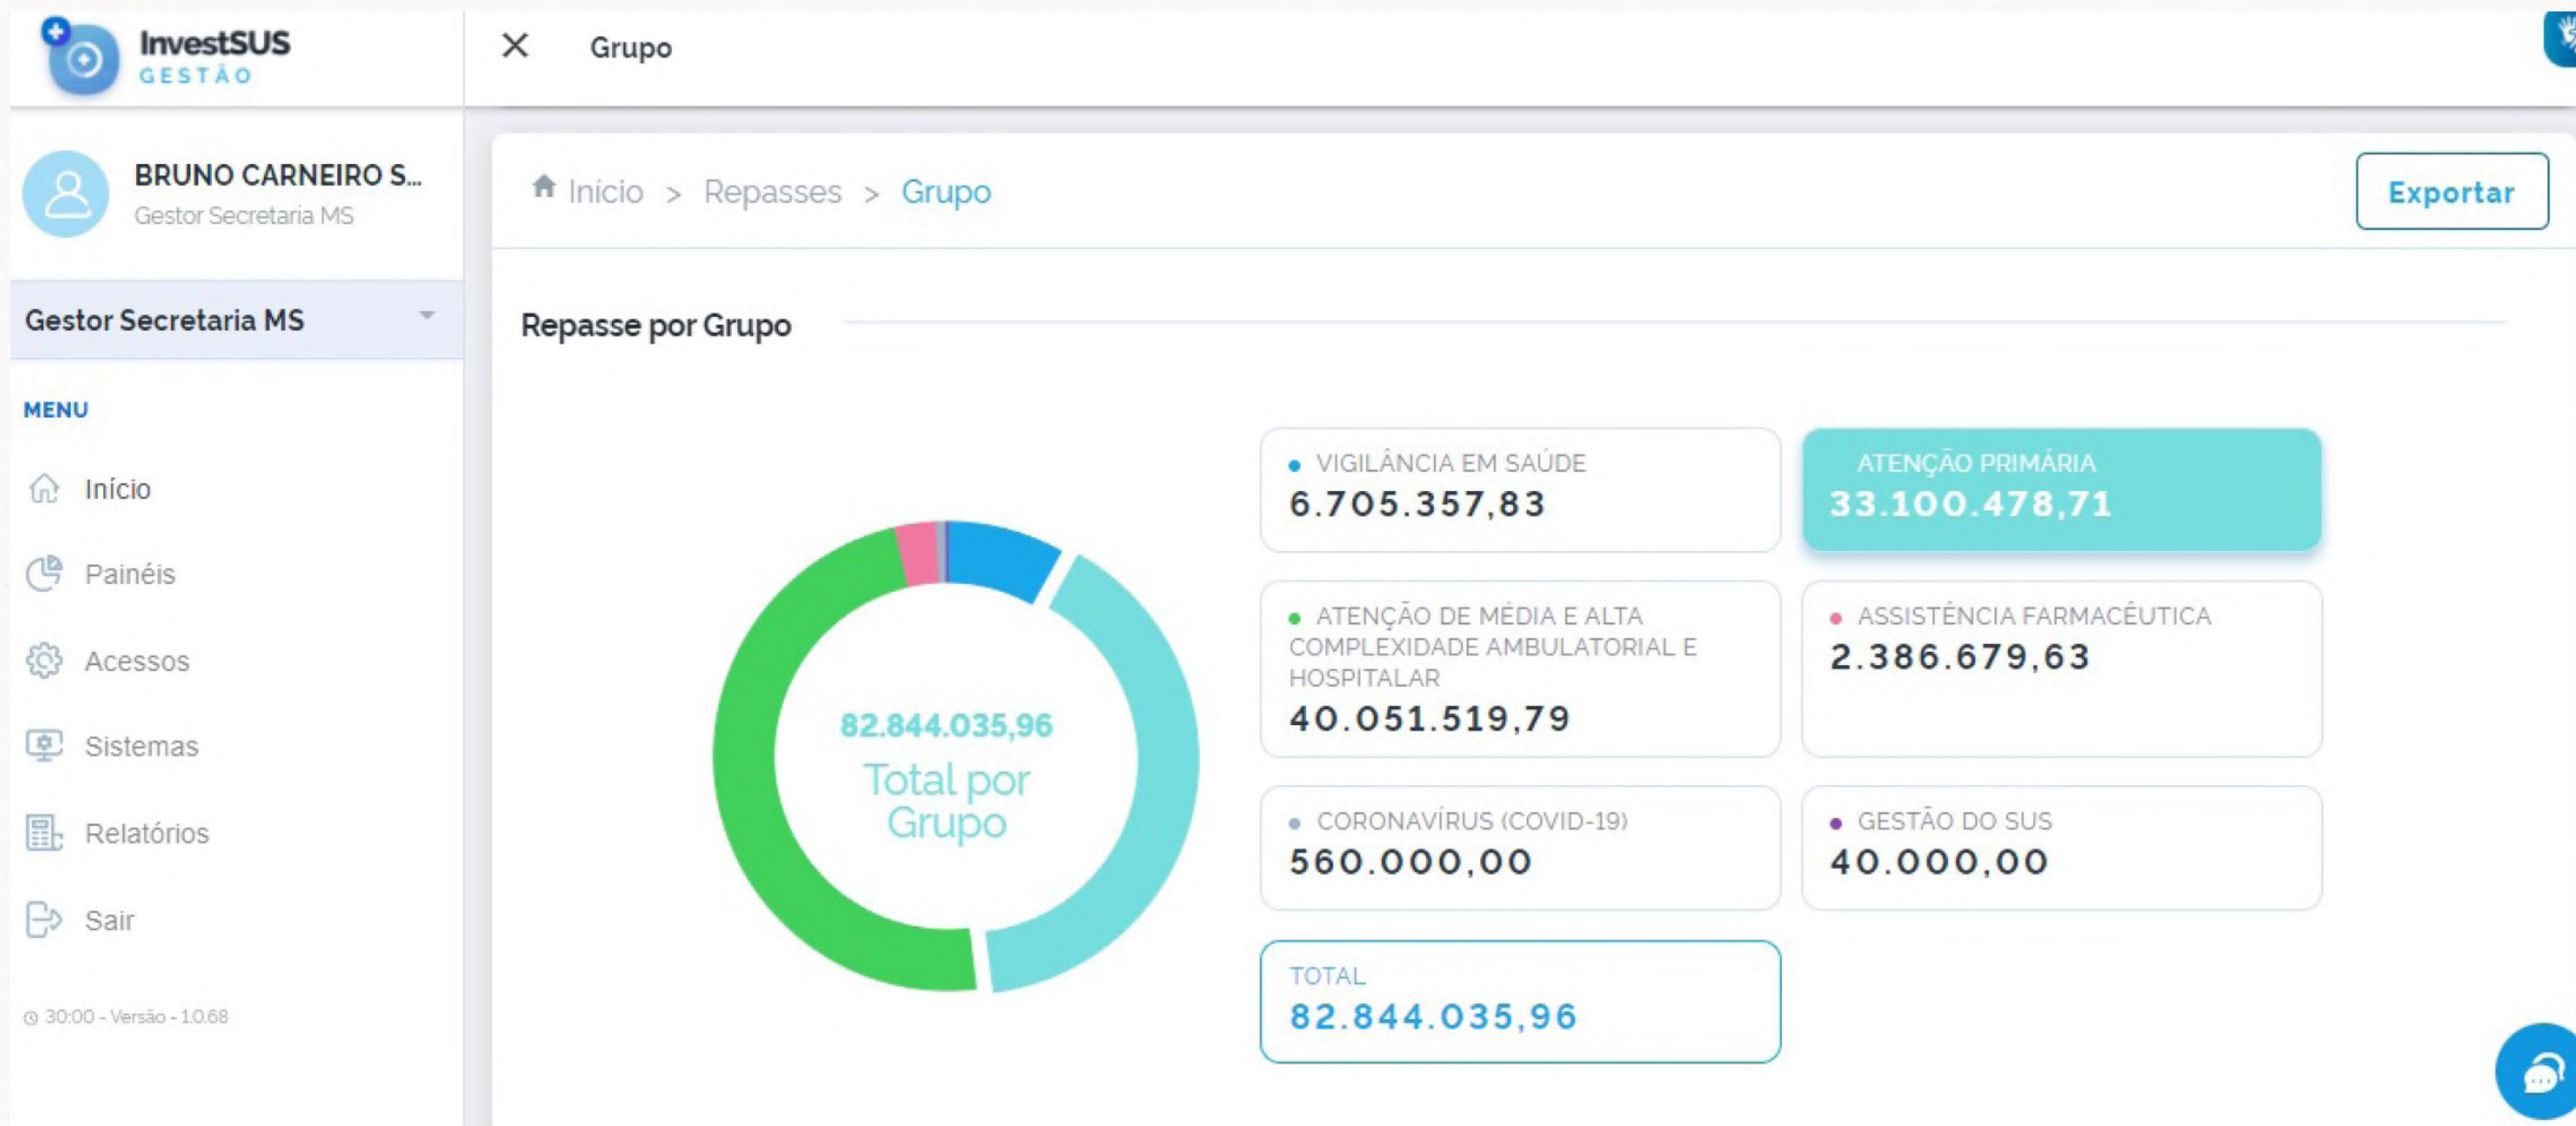 InvestSUS
GESTÃO
Grupo
BRUNO CARNEIRO S...
Gestor Secretaria MS
Gestor Secretaria MS
MENU
Início
Painéis
Acessos
Sistemas
Relatórios
Sair
30:00 - Versão - 1.0.68
Início > Repasses > Grupo
Exportar
Repasse por Grupo
82.844.035,96
Total por
Grupo
VIGILÂNCIA EM SAÚDE
6.705.357,83
ATENÇÃO PRIMÁRIA
33.100.478,71
ATENÇÃO DE MÉDIA E ALTA
COMPLEXIDADE AMBULATORIAL E
HOSPITALAR
40.051.519,79
ASSISTÊNCIA FARMACÊUTICA
2.386.679,63
CORONAVÍRUS (COVID-19)
560.000,00
GESTÃO DO SUS
40.000,00
TOTAL
82.844.035,96